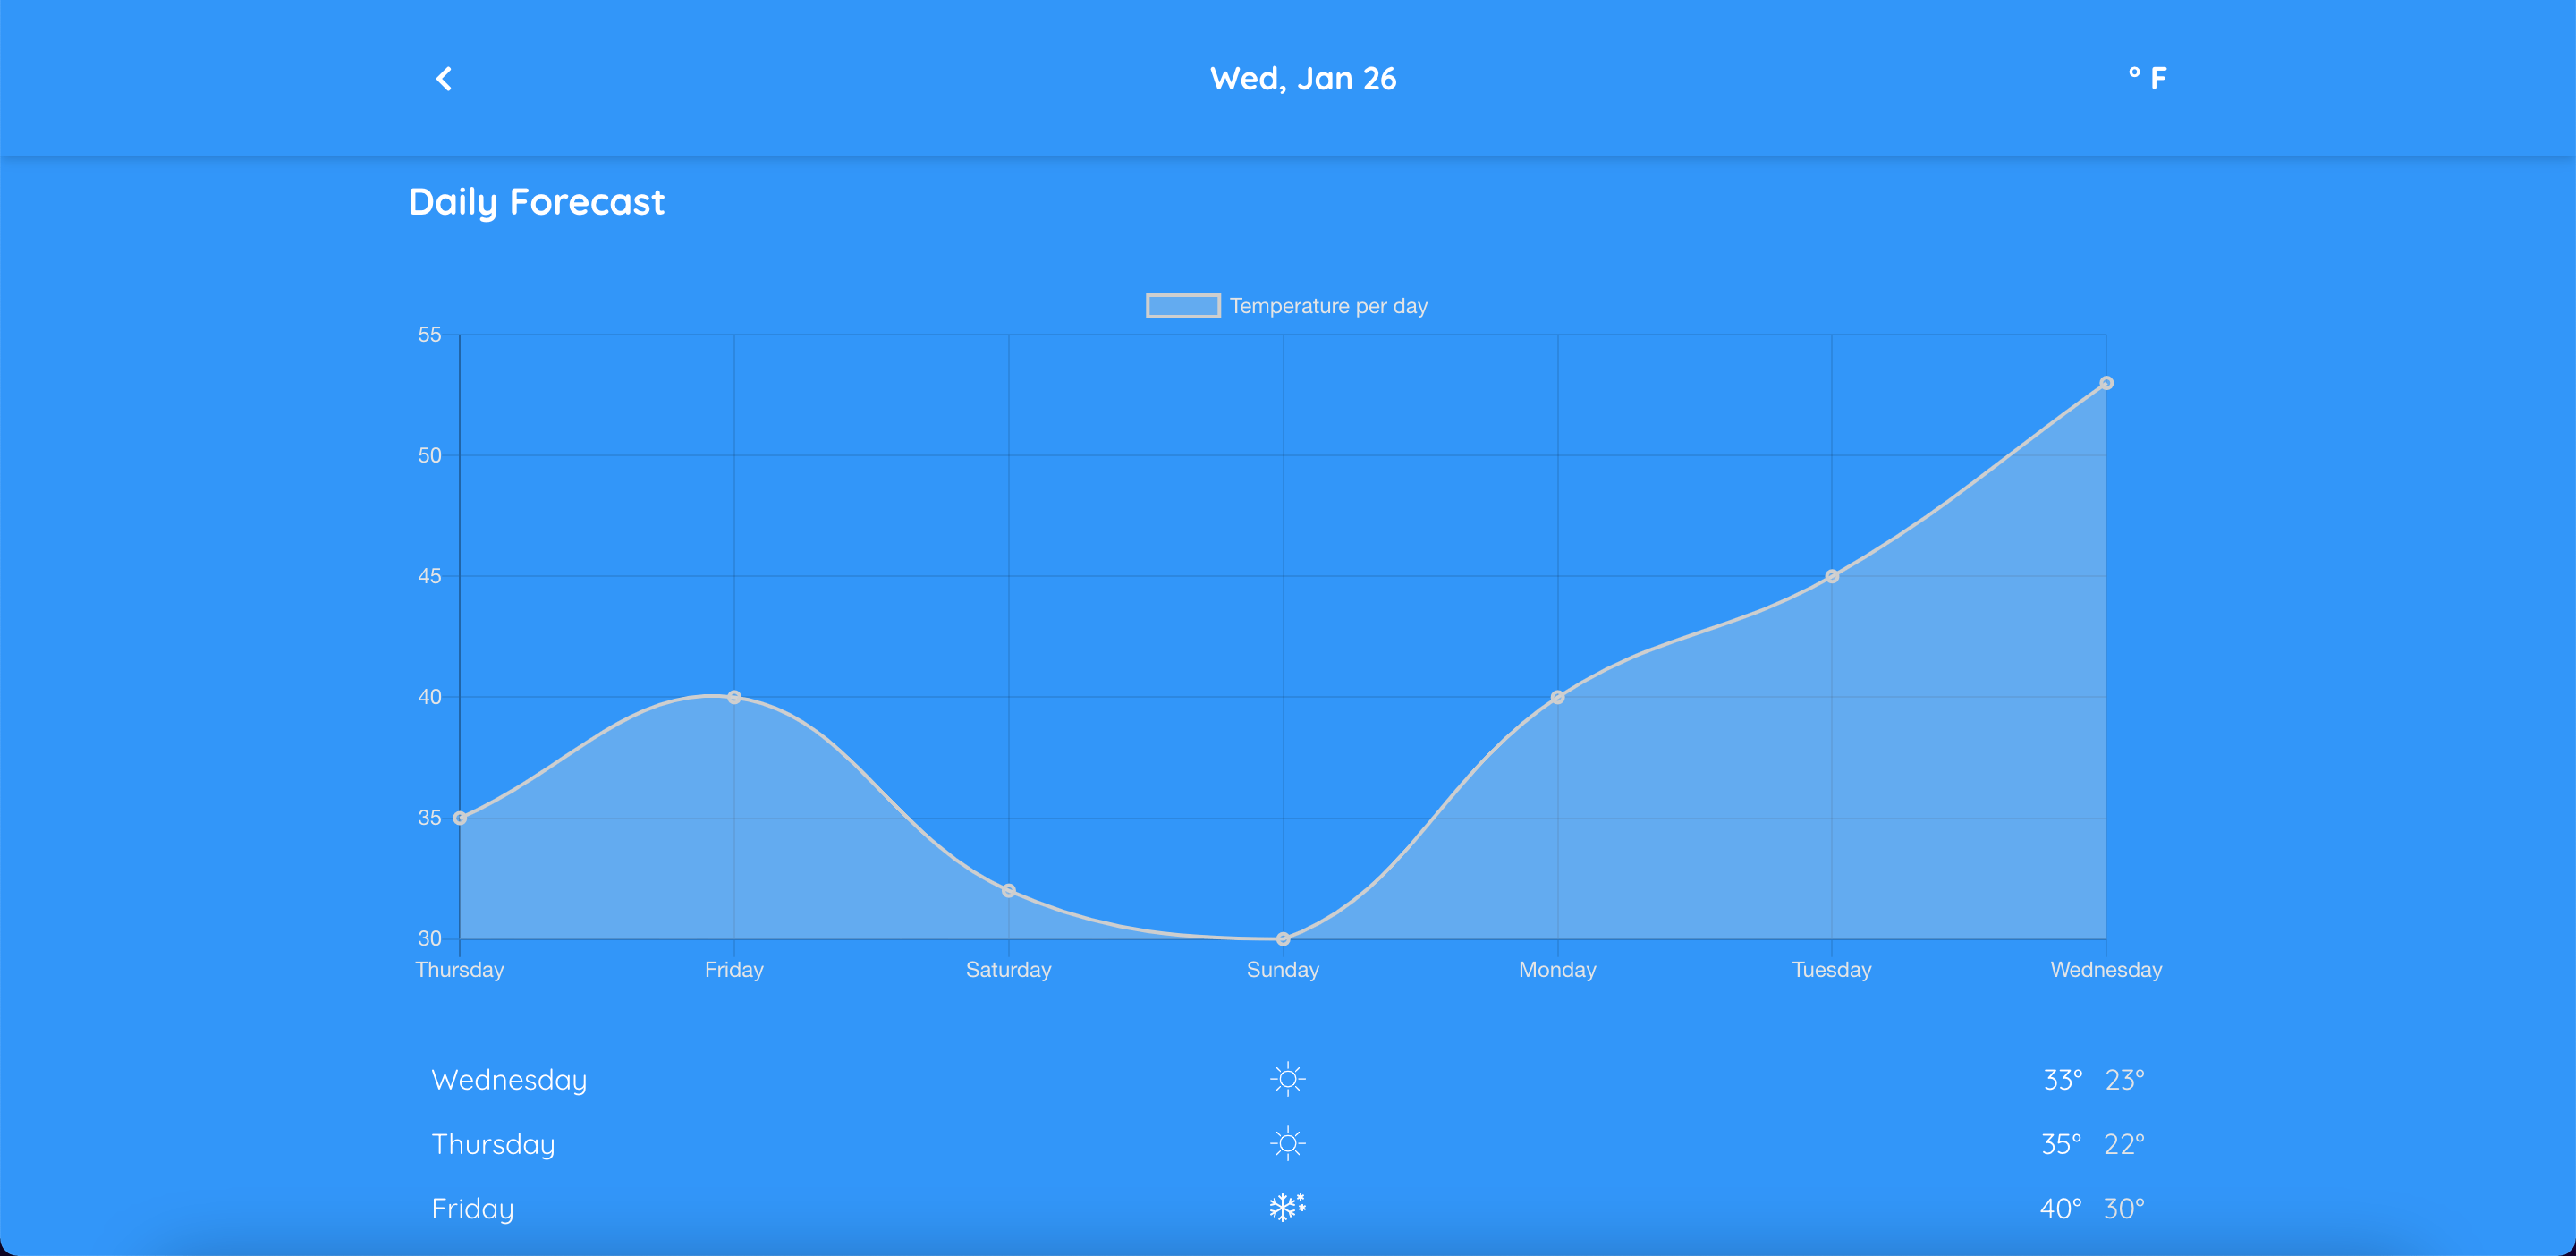 Wed, Jan 26
° F
Daily Forecast
Temperature per day
55
50
45
40
35
30
Thursday Friday Saturday Sunday Monday Tuesday Wednesday
Wednesday 33° 23°
Thursday 35° 22°
Friday 40° 30°